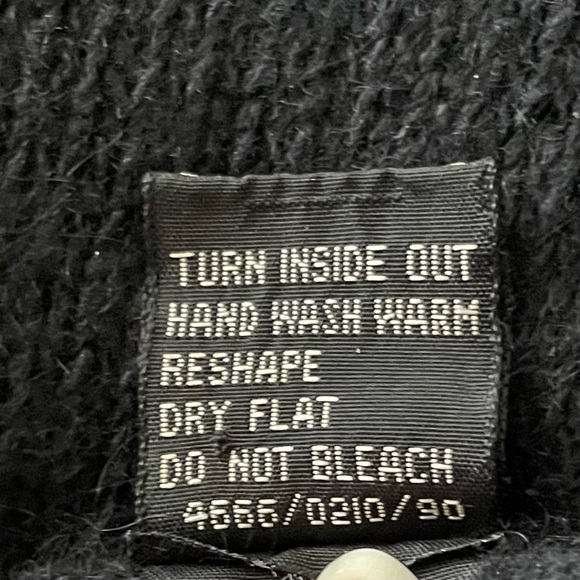 TURN INSIDE OUT
HAND WASH WARM
RESHAPE
DRY FLAT
DO NOT BLEACH
4666/0210/90